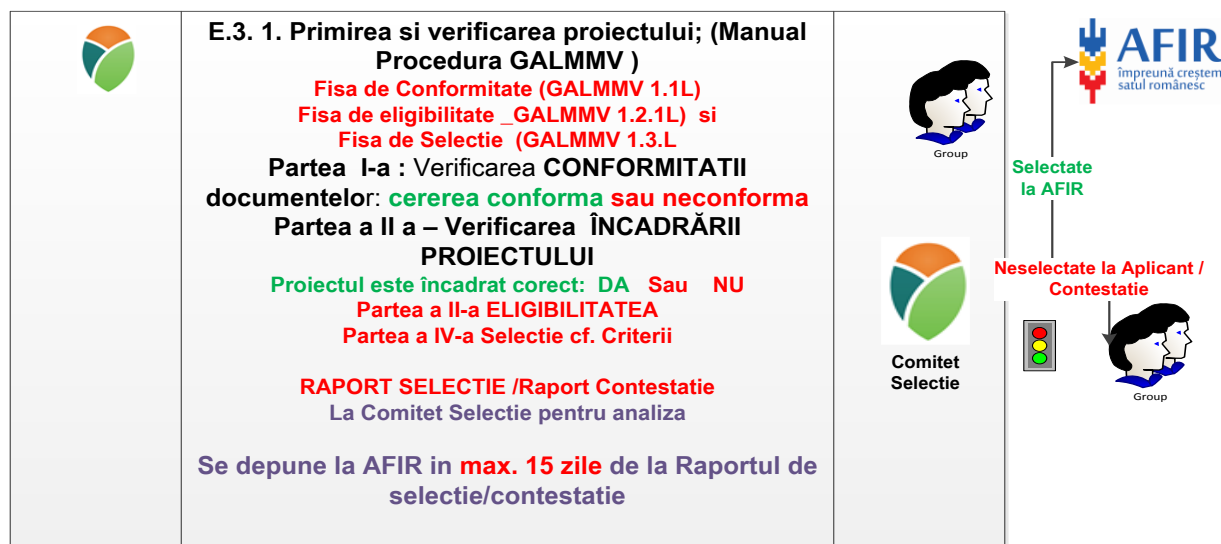 E.3. 1. Primirea si verificarea proiectului; (Manual
Procedura GALMMV )
Fisa de Conformitate (GALMMV 1.1L)
Fisa de eligibilitate _GALMMV 1.2.1L) si
Fisa de Selectie (GALMMV 1.3.L
Partea I-a : Verificarea CONFORMITATII
documentelor: cererea conforma sau neconforma
Partea a II a – Verificarea ÎNCADRĂRII
PROIECTULUI
Proiectul este încadrat corect: DA Sau NU
Partea a II-a ELIGIBILITATEA
Partea a IV-a Selectie cf. Criterii
RAPORT SELECTIE /Raport Contestatie
La Comitet Selectie pentru analiza
Se depune la AFIR in max. 15 zile de la Raportul de
selectie/contestatie
Group
Comitet
Selectie
AFIR
împreună creștem
satul românesc
Selectate
la AFIR
Neselectate la Aplicant /
Contestatie
Group